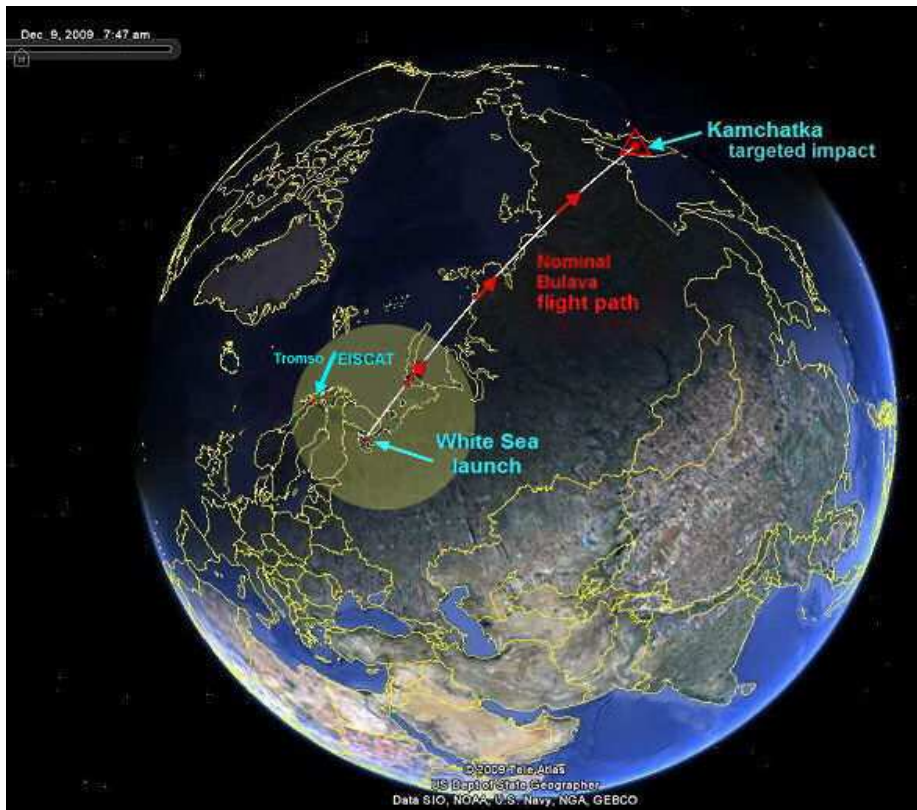 Dec 9, 2009 7:47 am
Kamchatka
targeted impact
Nominal
Bulava
flight path
Tromso EISCAT
White Sea
launch
© 2009 Tele Atlas
US Dept of State Geographer
Data SIO, NOAA, U.S. Navy, NGA, GEBCO